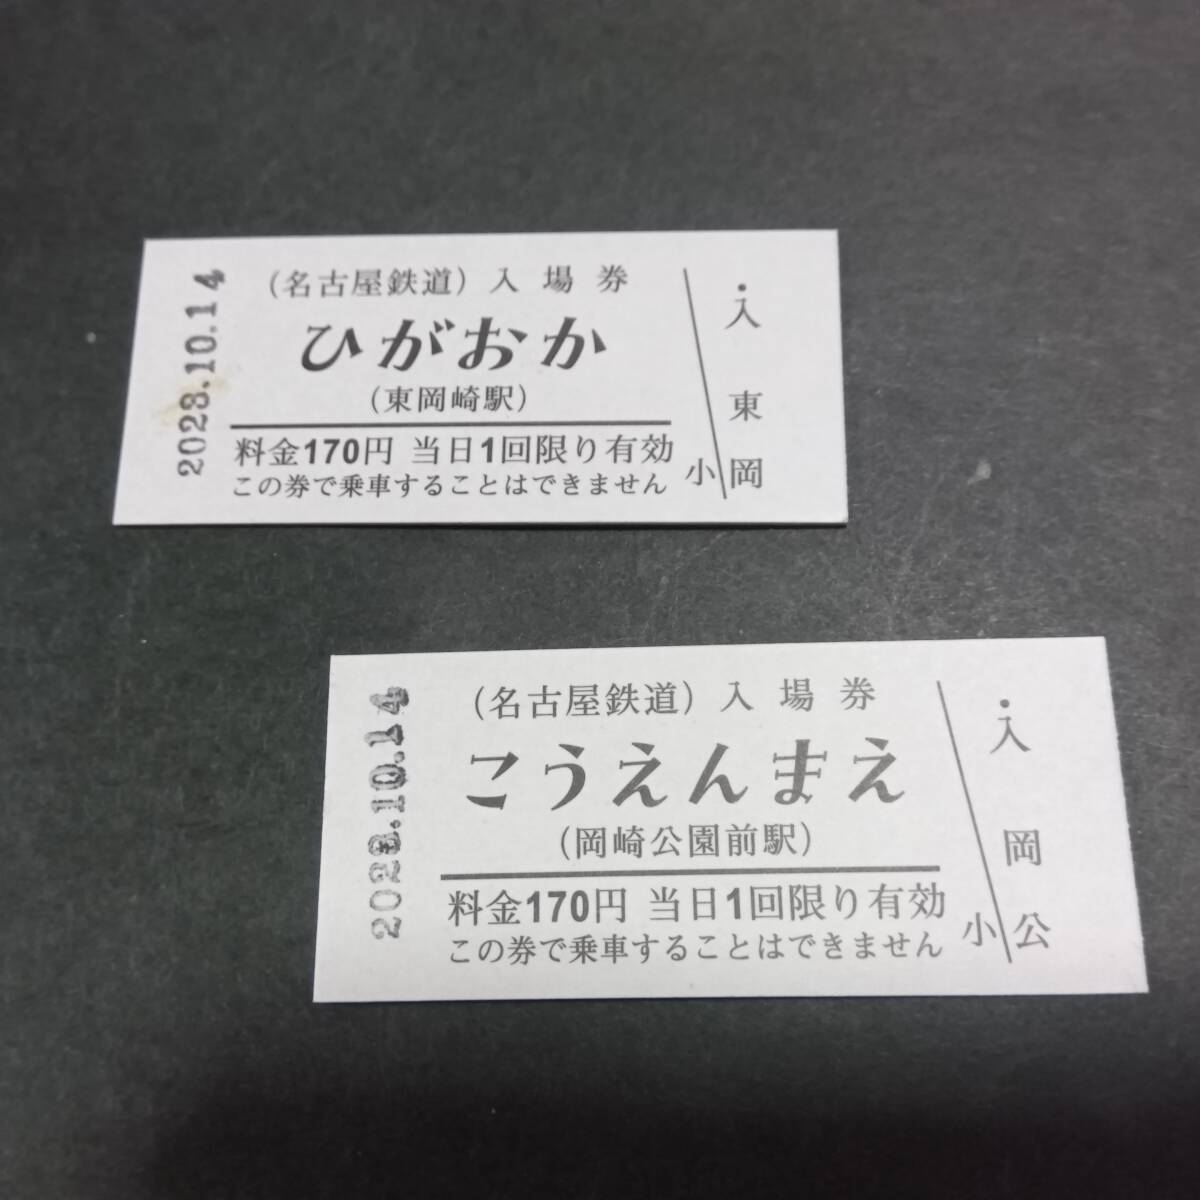 2023.10.14
(名古屋鉄道) 入場券
ひがおか
(東岡崎駅)
料金170円 当日1回限り有効
この券で乗車することはできません
小
・入
東
岡
2023.10.14
(名古屋鉄道) 入場券
こうえんまえ
(岡崎公園前駅)
料金170円 当日1回限り有効
この券で乗車することはできません
小
・入
岡
公